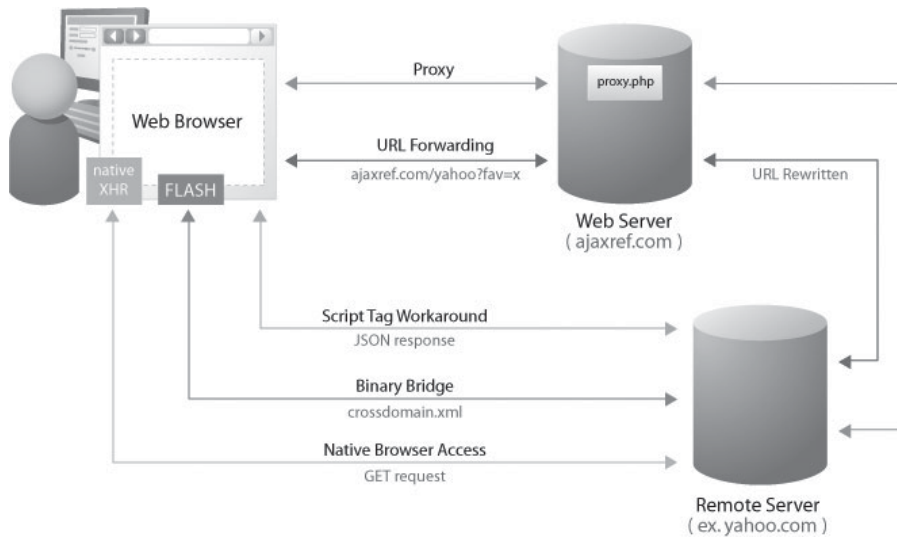 Proxy
proxy.php
Web Browser
URL Forwarding
ajaxref.com/yahoo?fav=x
URL Rewritten
native
XHR
FLASH
Web Server
( ajaxref.com )
Script Tag Workaround
JSON response
Binary Bridge
crossdomain.xml
Native Browser Access
GET request
Remote Server
( ex. yahoo.com )